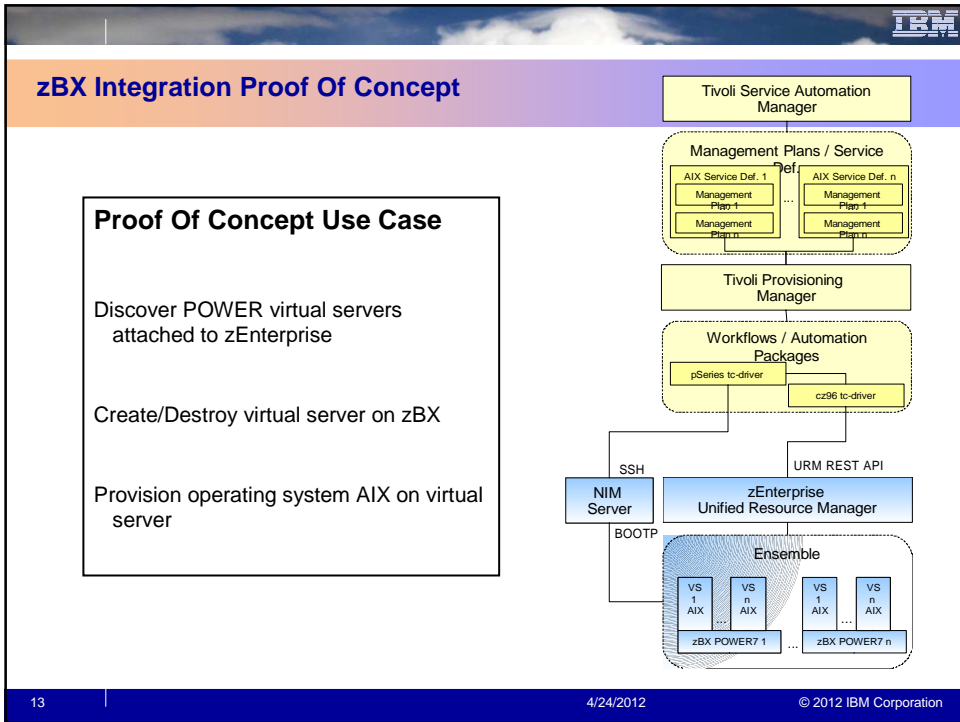 IBM
zBX Integration Proof Of Concept
Proof Of Concept Use Case
Discover POWER virtual servers
attached to zEnterprise
Create/Destroy virtual server on zBX
Provision operating system AIX on virtual
server
Tivoli Service Automation
Manager
Management Plans / Service
Def.
AIX Service Def. 1
Management
Plan 1
Management
Plan n
...
AIX Service Def. n
Management
Plan 1
Management
Plan n
Tivoli Provisioning
Manager
Workflows / Automation
Packages
pSeries tc-driver
cz96 tc-driver
SSH
URM REST API
NIM
Server
zEnterprise
Unified Resource Manager
BOOTP
Ensemble
VS
1
AIX
...
VS
n
AIX
VS
1
AIX
...
VS
n
AIX
zBX POWER7 1
...
zBX POWER7 n
13
4/24/2012
© 2012 IBM Corporation